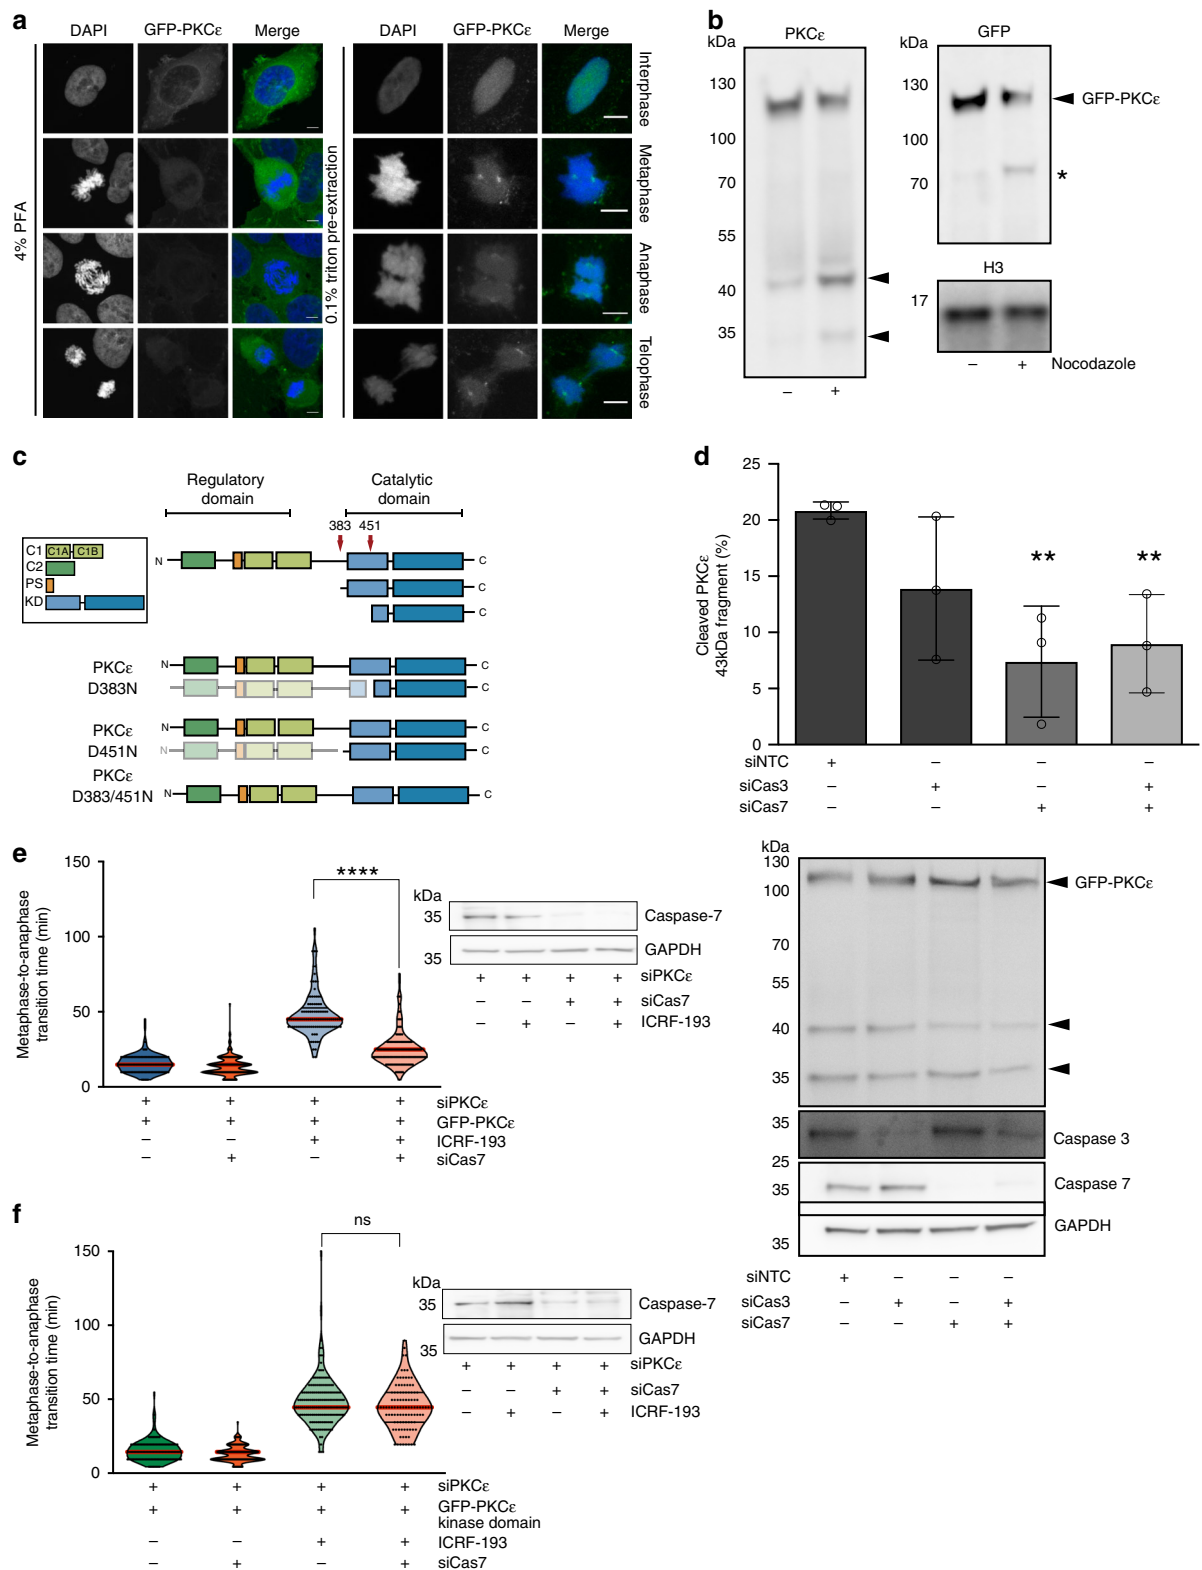 a
DAPI GFP-PKCε Merge DAPI GFP-PKCε Merge
4% PFA
0.1% triton pre-extraction
Interphase
Metaphase
Anaphase
Telophase
b
kDa PKCε
130
100
70
55
40
35
– +
kDa GFP
130
100
70
GFP-PKCε
*
H3
17
– + Nocodazole
c
Regulatory domain
Catalytic domain
383 451
C1 C1A C1B
C2
PS
KD
N C
C
C
PKCε N C
D383N C
PKCε N C
D451N N C
PKCε
D383/451N N C
d
Cleaved PKCε
43kDa fragment (%)
25
20
15
10
5
0
** **
siNTC + – – –
siCas3 – + – +
siCas7 – – + +
kDa
130
100
70
55
40
35
GFP-PKCε
35
25
Caspase 3
35
Caspase 7
35
GAPDH
siNTC + – – –
siCas3 – + – +
siCas7 – – + +
e
Metaphase-to-anaphase
transition time (min)
150
100
50
0
****
+ + + + siPKCε
+ + + + GFP-PKCε
– – + + ICRF-193
– + – + siCas7
kDa
35 Caspase-7
35 GAPDH
+ + + + siPKCε
– – + + siCas7
– + – + ICRF-193
f
Metaphase-to-anaphase
transition time (min)
150
100
50
0
ns
+ + + + siPKCε
+ + + + GFP-PKCε
kinase domain
– – + + ICRF-193
– + – + siCas7
kDa
35 Caspase-7
35 GAPDH
+ + + + siPKCε
– – + + siCas7
– + – + ICRF-193